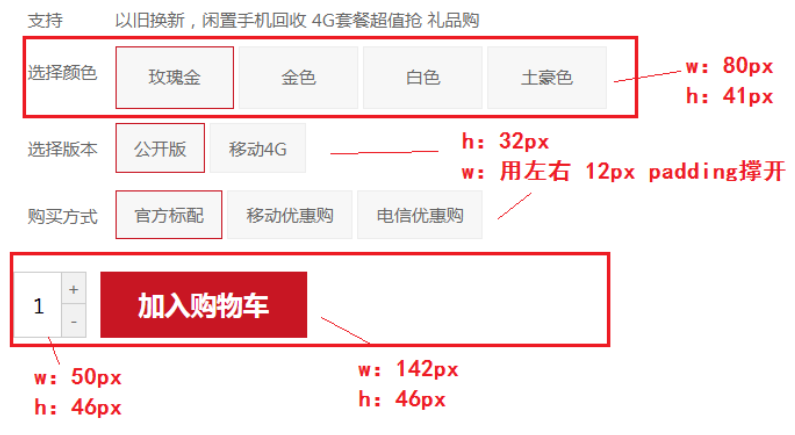 支持 以旧换新，闲置手机回收 4G套餐超值抢 礼品购
选择颜色 玫瑰金 金色 白色 土豪色
w: 80px
h: 41px
选择版本 公开版 移动4G
h: 32px
w: 用左右 12px padding撑开
购买方式 官方标配 移动优惠购 电信优惠购
1 + - 加入购物车
w: 50px
h: 46px
w: 142px
h: 46px